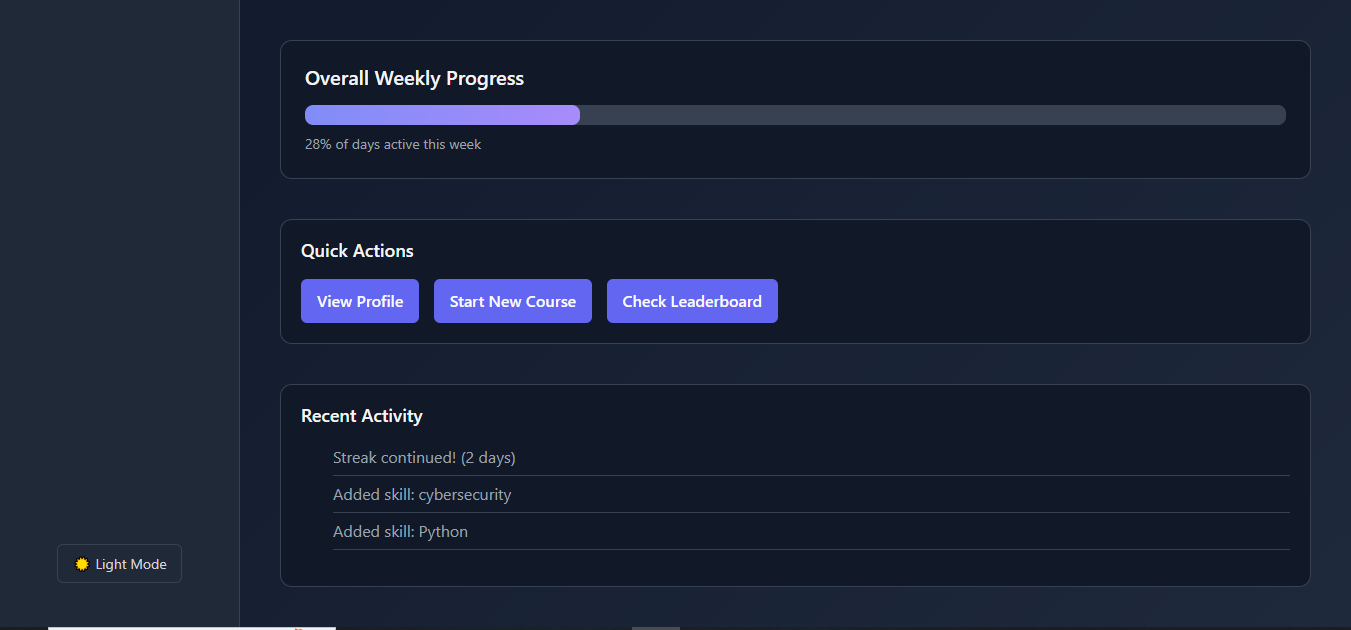 Overall Weekly Progress
28% of days active this week
Quick Actions
View Profile Start New Course Check Leaderboard
Recent Activity
Streak continued! (2 days)
Added skill: cybersecurity
Added skill: Python
Light Mode